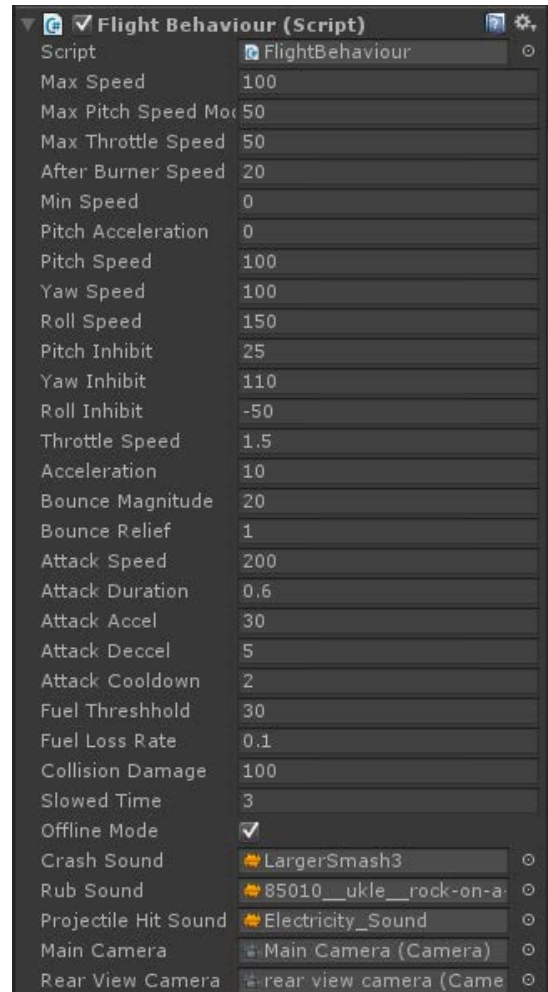 Flight Behaviour (Script)
Script FlightBehaviour
Max Speed 100
Max Pitch Speed Mo 50
Max Throttle Speed 50
After Burner Speed 20
Min Speed 0
Pitch Acceleration 0
Pitch Speed 100
Yaw Speed 100
Roll Speed 150
Pitch Inhibit 25
Yaw Inhibit 110
Roll Inhibit -50
Throttle Speed 1.5
Acceleration 10
Bounce Magnitude 20
Bounce Relief 1
Attack Speed 200
Attack Duration 0.6
Attack Accel 30
Attack Deccel 5
Attack Cooldown 2
Fuel Threshhold 30
Fuel Loss Rate 0.1
Collision Damage 100
Slowed Time 3
Offline Mode
Crash Sound LargerSmash3
Rub Sound 85010__ukle__rock-on-a-
Projectile Hit Sound Electricity_Sound
Main Camera Main Camera (Camera)
Rear View Camera rear view camera (Came